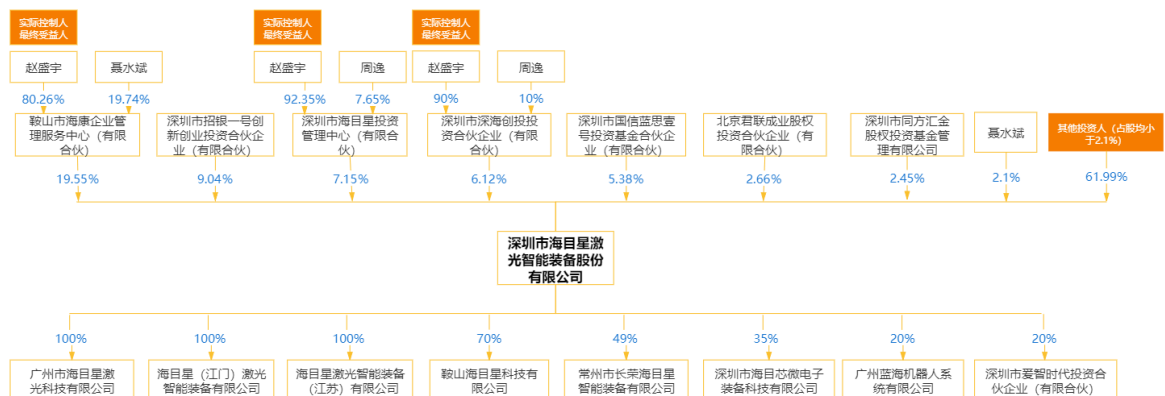 实际控制人
最终受益人
实际控制人
最终受益人
实际控制人
最终受益人
赵盛宇
聂水斌
赵盛宇
周逸
赵盛宇
周逸
80.26%
19.74%
92.35%
7.65%
90%
10%
鞍山市海康企业管
理服务中心（有限
合伙）
深圳市招银一号创
新创业投资合伙企
业（有限合伙）
深圳市海目星投资
管理中心（有限合
伙）
深圳市深海创投投
资合伙企业（有限
合伙）
深圳市国信蓝思壹
号投资基金合伙企
业（有限合伙）
北京君联成业股权
投资合伙企业（有
限合伙）
深圳市同方汇金
股权投资基金管
理有限公司
聂水斌
其他投资人（占股均小
于2.1%）
19.55%
9.04%
7.15%
6.12%
5.38%
2.66%
2.45%
2.1%
61.99%
深圳市海目星激
光智能装备股份
有限公司
100%
100%
100%
70%
49%
35%
20%
20%
广州市海目星激
光科技有限公司
海目星（江门）激光
智能装备有限公司
海目星激光智能装备
（江苏）有限公司
鞍山海目星科技有
限公司
常州市长荣海目星
智能装备有限公司
深圳市海目芯微电子
装备科技有限公司
广州蓝海机器人系
统有限公司
深圳市爱智时代投资合
伙企业（有限合伙）